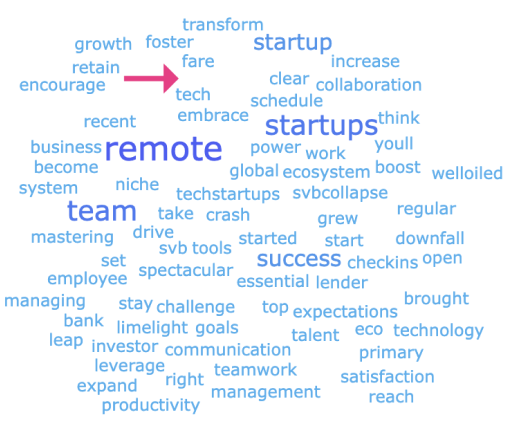 transform
growth foster startup
retain fare increase
encourage clear collaboration
tech schedule
recent embrace startups think
business remote power work youll
become global ecosystem boost welloiled
system niche techstartups svbcollapse
team take crash grew regular
mastering drive started start downfall
set svb tools success checkins open
employee spectacular essential lender
managing stay challenge top expectations brought
bank limelight goals talent eco technology
leap investor communication primary
leverage teamwork satisfaction
expand right management reach
productivity